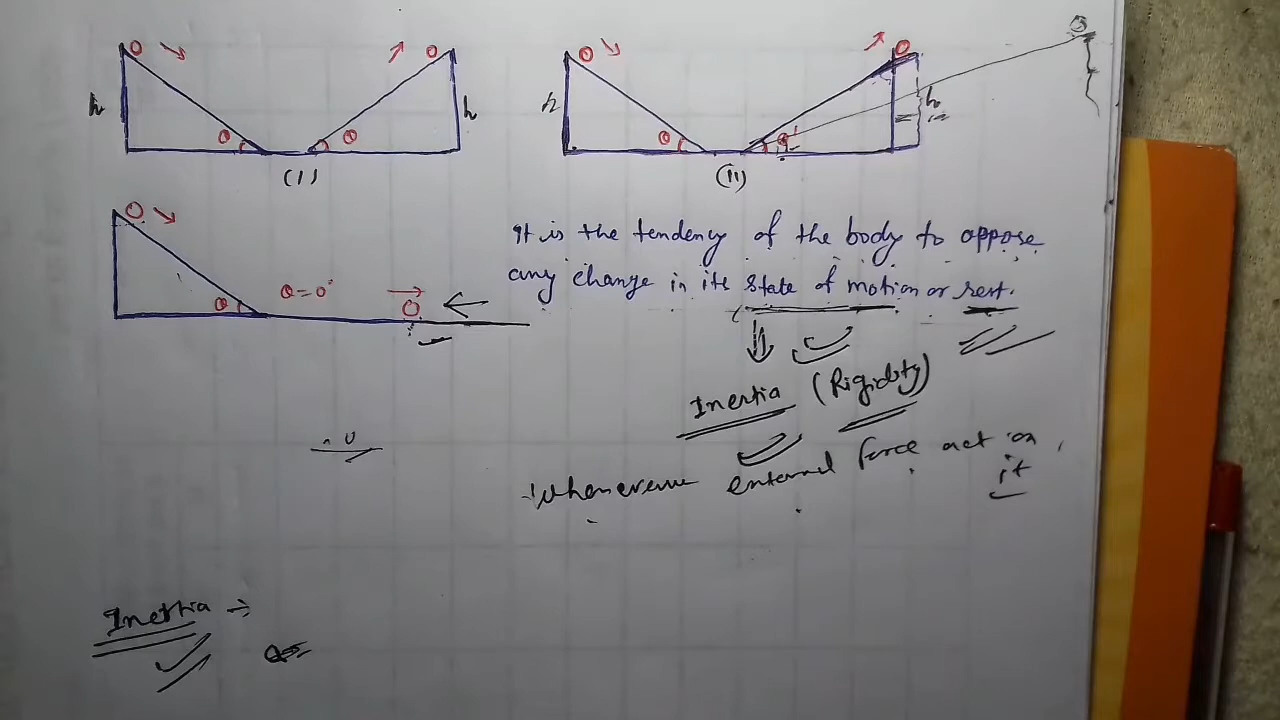 h θ θ h
(I)
h θ θ' h
(II)
θ θ=0°
It is the tendency of the body to oppose
any change in its state of motion or rest.
Inertia (Rigidity)
external force act on
it
Inertia ÷